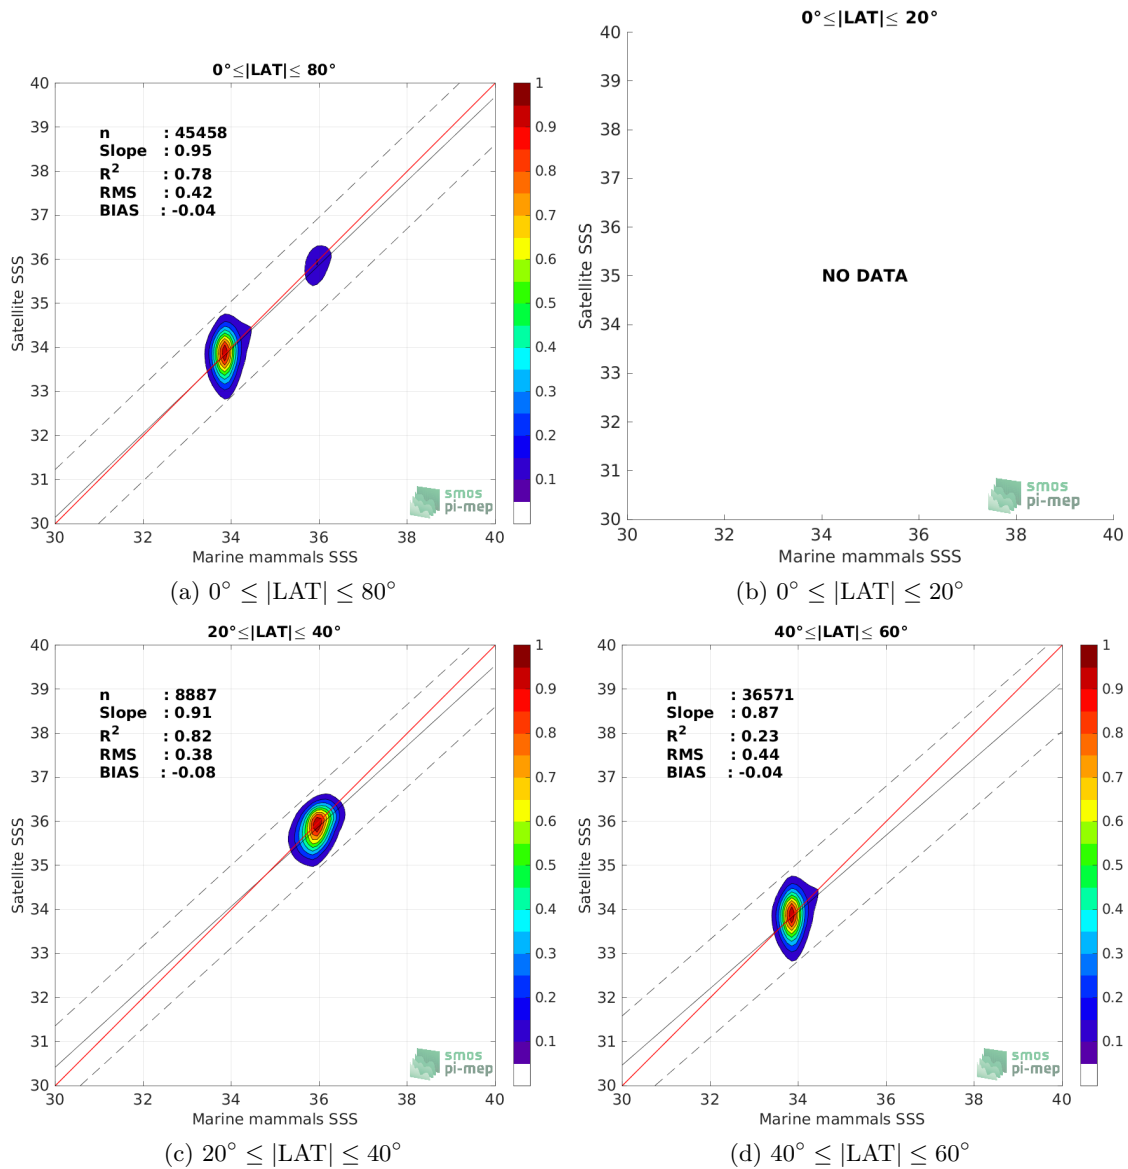 0°≤|LAT|≤ 80°
40
39
38
37
36
35
34
33
32
31
30
Satellite SSS
n : 45458
Slope : 0.95
R² : 0.78
RMS : 0.42
BIAS : -0.04
smos
pi-mep
30 32 34 36 38 40
Marine mammals SSS
1
0.9
0.8
0.7
0.6
0.5
0.4
0.3
0.2
0.1
(a) 0° ≤ |LAT| ≤ 80°
0°≤|LAT|≤ 20°
40
39
38
37
36
35
34
33
32
31
30
Satellite SSS
NO DATA
smos
pi-mep
30 32 34 36 38 40
Marine mammals SSS
(b) 0° ≤ |LAT| ≤ 20°
20°≤|LAT|≤ 40°
40
39
38
37
36
35
34
33
32
31
30
Satellite SSS
n : 8887
Slope : 0.91
R² : 0.82
RMS : 0.38
BIAS : -0.08
smos
pi-mep
30 32 34 36 38 40
Marine mammals SSS
1
0.9
0.8
0.7
0.6
0.5
0.4
0.3
0.2
0.1
(c) 20° ≤ |LAT| ≤ 40°
40°≤|LAT|≤ 60°
40
39
38
37
36
35
34
33
32
31
30
Satellite SSS
n : 36571
Slope : 0.87
R² : 0.23
RMS : 0.44
BIAS : -0.04
smos
pi-mep
30 32 34 36 38 40
Marine mammals SSS
1
0.9
0.8
0.7
0.6
0.5
0.4
0.3
0.2
0.1
(d) 40° ≤ |LAT| ≤ 60°